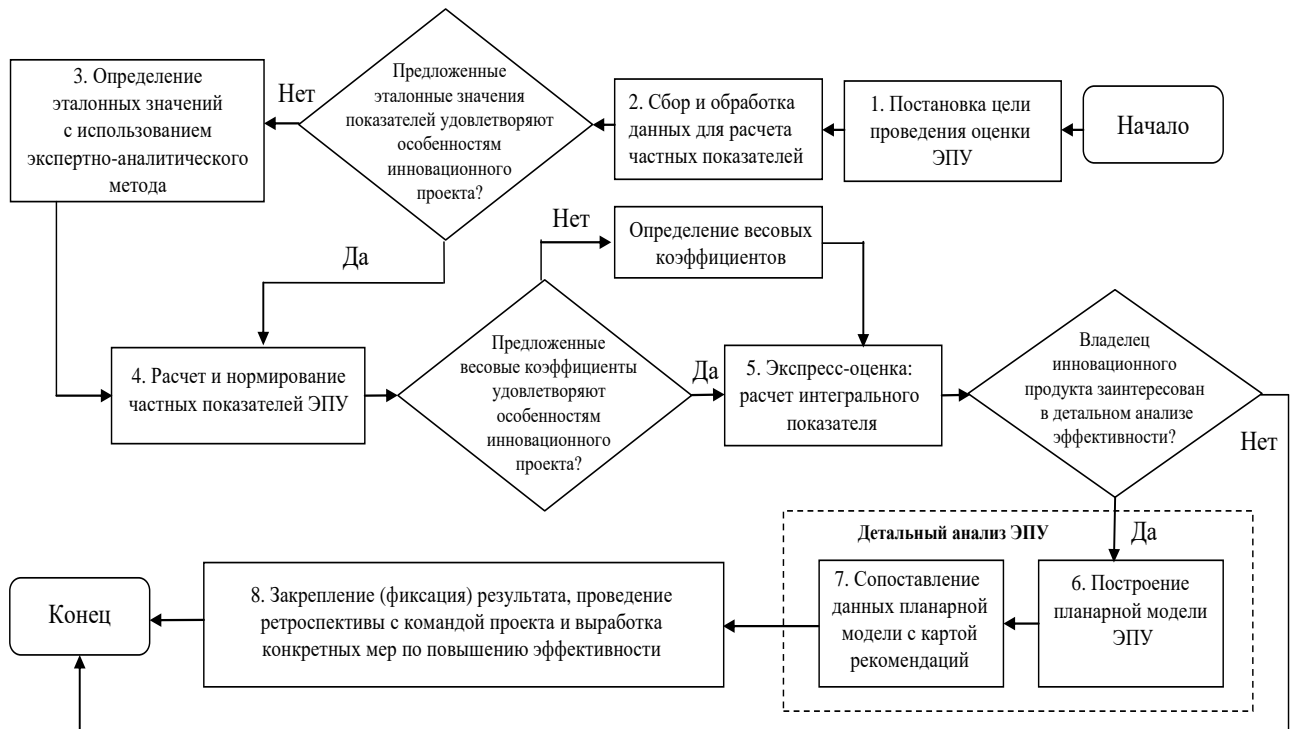 Начало
1. Постановка цели
проведения оценки
ЭПУ
2. Сбор и обработка
данных для расчета
частных показателей
Предложенные
эталонные значения
показателей удовлетворяют
особенностям
инновационного
проекта?
Нет
3. Определение
эталонных значений
с использованием
экспертно-аналитического
метода
Да
4. Расчет и нормирование
частных показателей ЭПУ
Предложенные
весовые коэффициенты
удовлетворяют
особенностям
инновационного
проекта?
Нет
Определение весовых
коэффициентов
Да
5. Экспресс-оценка:
расчет интегрального
показателя
Владелец
инновационного
продукта заинтересован
в детальном анализе
эффективности?
Нет
Да
Детальный анализ ЭПУ
6. Построение
планарной модели
ЭПУ
7. Сопоставление
данных планарной
модели с картой
рекомендаций
8. Закрепление (фиксация) результата, проведение
ретроспективы с командой проекта и выработка
конкретных мер по повышению эффективности
Конец